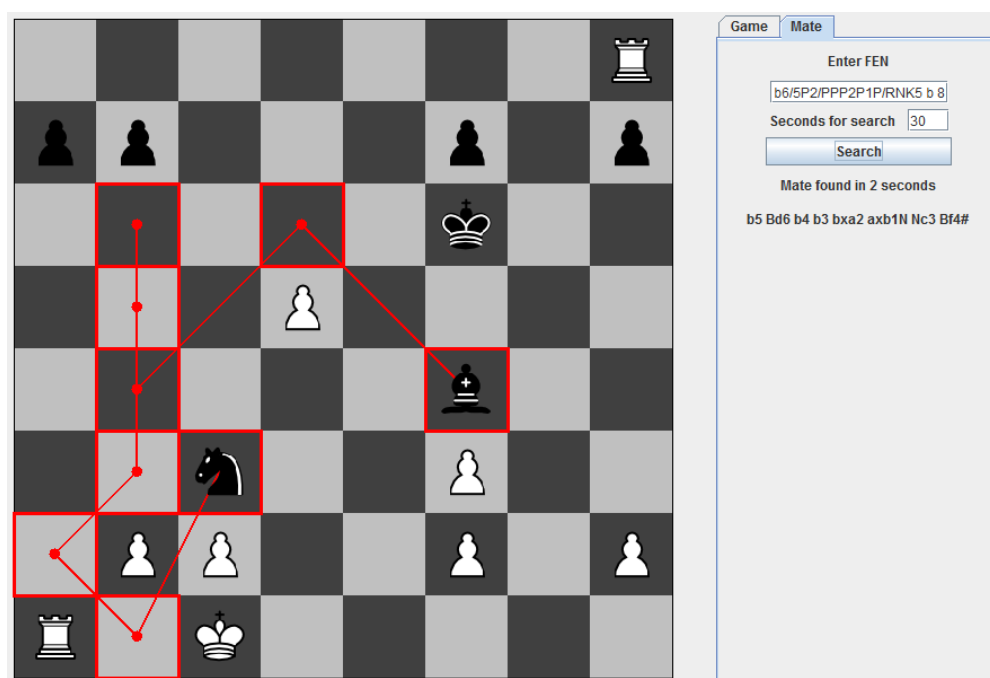 Game Mate
Enter FEN
b6/5P2/PPP2P1P/RNK5 b 8
Seconds for search 30
Search
Mate found in 2 seconds
b5 Bd6 b4 b3 bxa2 axb1N Nc3 Bf4#